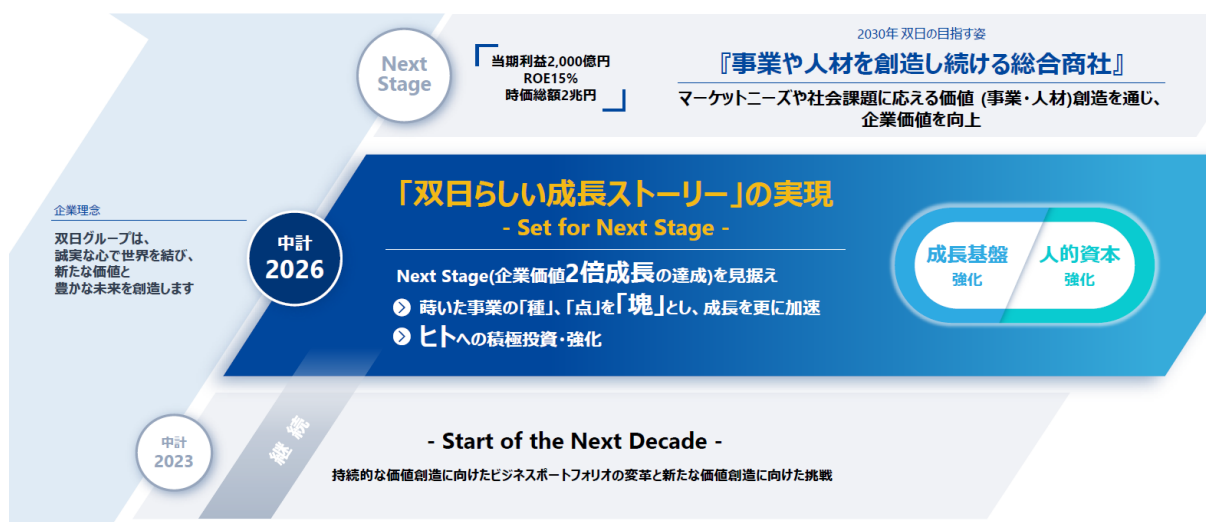 Next
Stage
当期利益2,000億円
ROE15%
時価総額2兆円
2030年 双日の目指す姿
『事業や人材を創造し続ける総合商社』
マーケットニーズや社会課題に応える価値 (事業・人材)創造を通じ、
企業価値を向上
企業理念
双日グループは、
誠実な心で世界を結び、
新たな価値と
豊かな未来を創造します
中計
2026
「双日らしい成長ストーリー」の実現
- Set for Next Stage -
Next Stage(企業価値2倍成長の達成)を見据え
蒔いた事業の「種」、「点」を「塊」とし、成長を更に加速
ヒトへの積極投資・強化
成長基盤
強化
人的資本
強化
継続
中計
2023
- Start of the Next Decade -
持続的な価値創造に向けたビジネスポートフォリオの変革と新たな価値創造に向けた挑戦